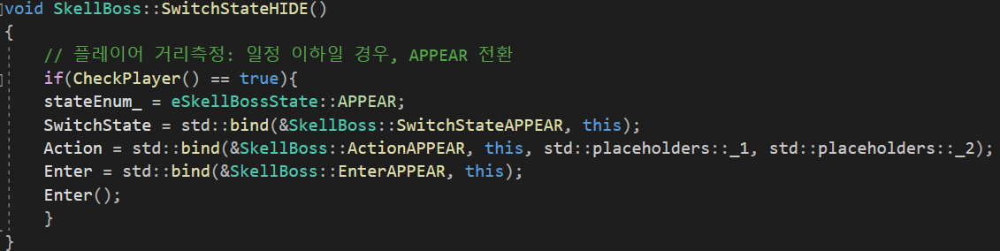 void SkellBoss::SwitchStateHIDE()
{
// 플레이어 거리측정: 일정 이하일 경우, APPEAR 전환
if(CheckPlayer() == true){
stateEnum_ = eSkellBossState::APPEAR;
SwitchState = std::bind(&SkellBoss::SwitchStateAPPEAR, this);
Action = std::bind(&SkellBoss::ActionAPPEAR, this, std::placeholders::_1, std::placeholders::_2);
Enter = std::bind(&SkellBoss::EnterAPPEAR, this);
Enter();
}
}